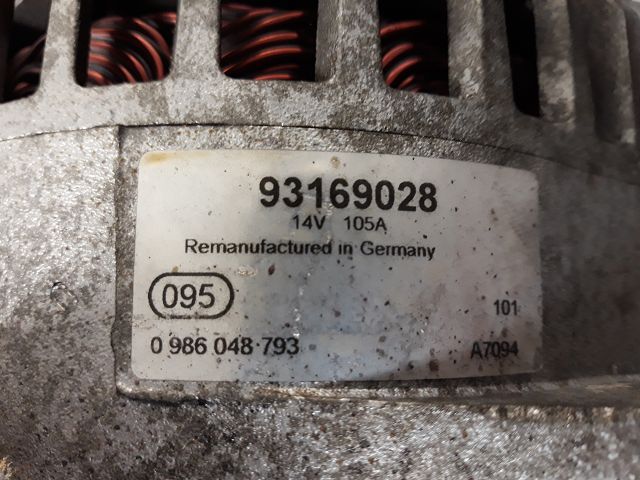 93169028
14V 105A
Remanufactured in Germany
095
101
0 986 048 793
A7094